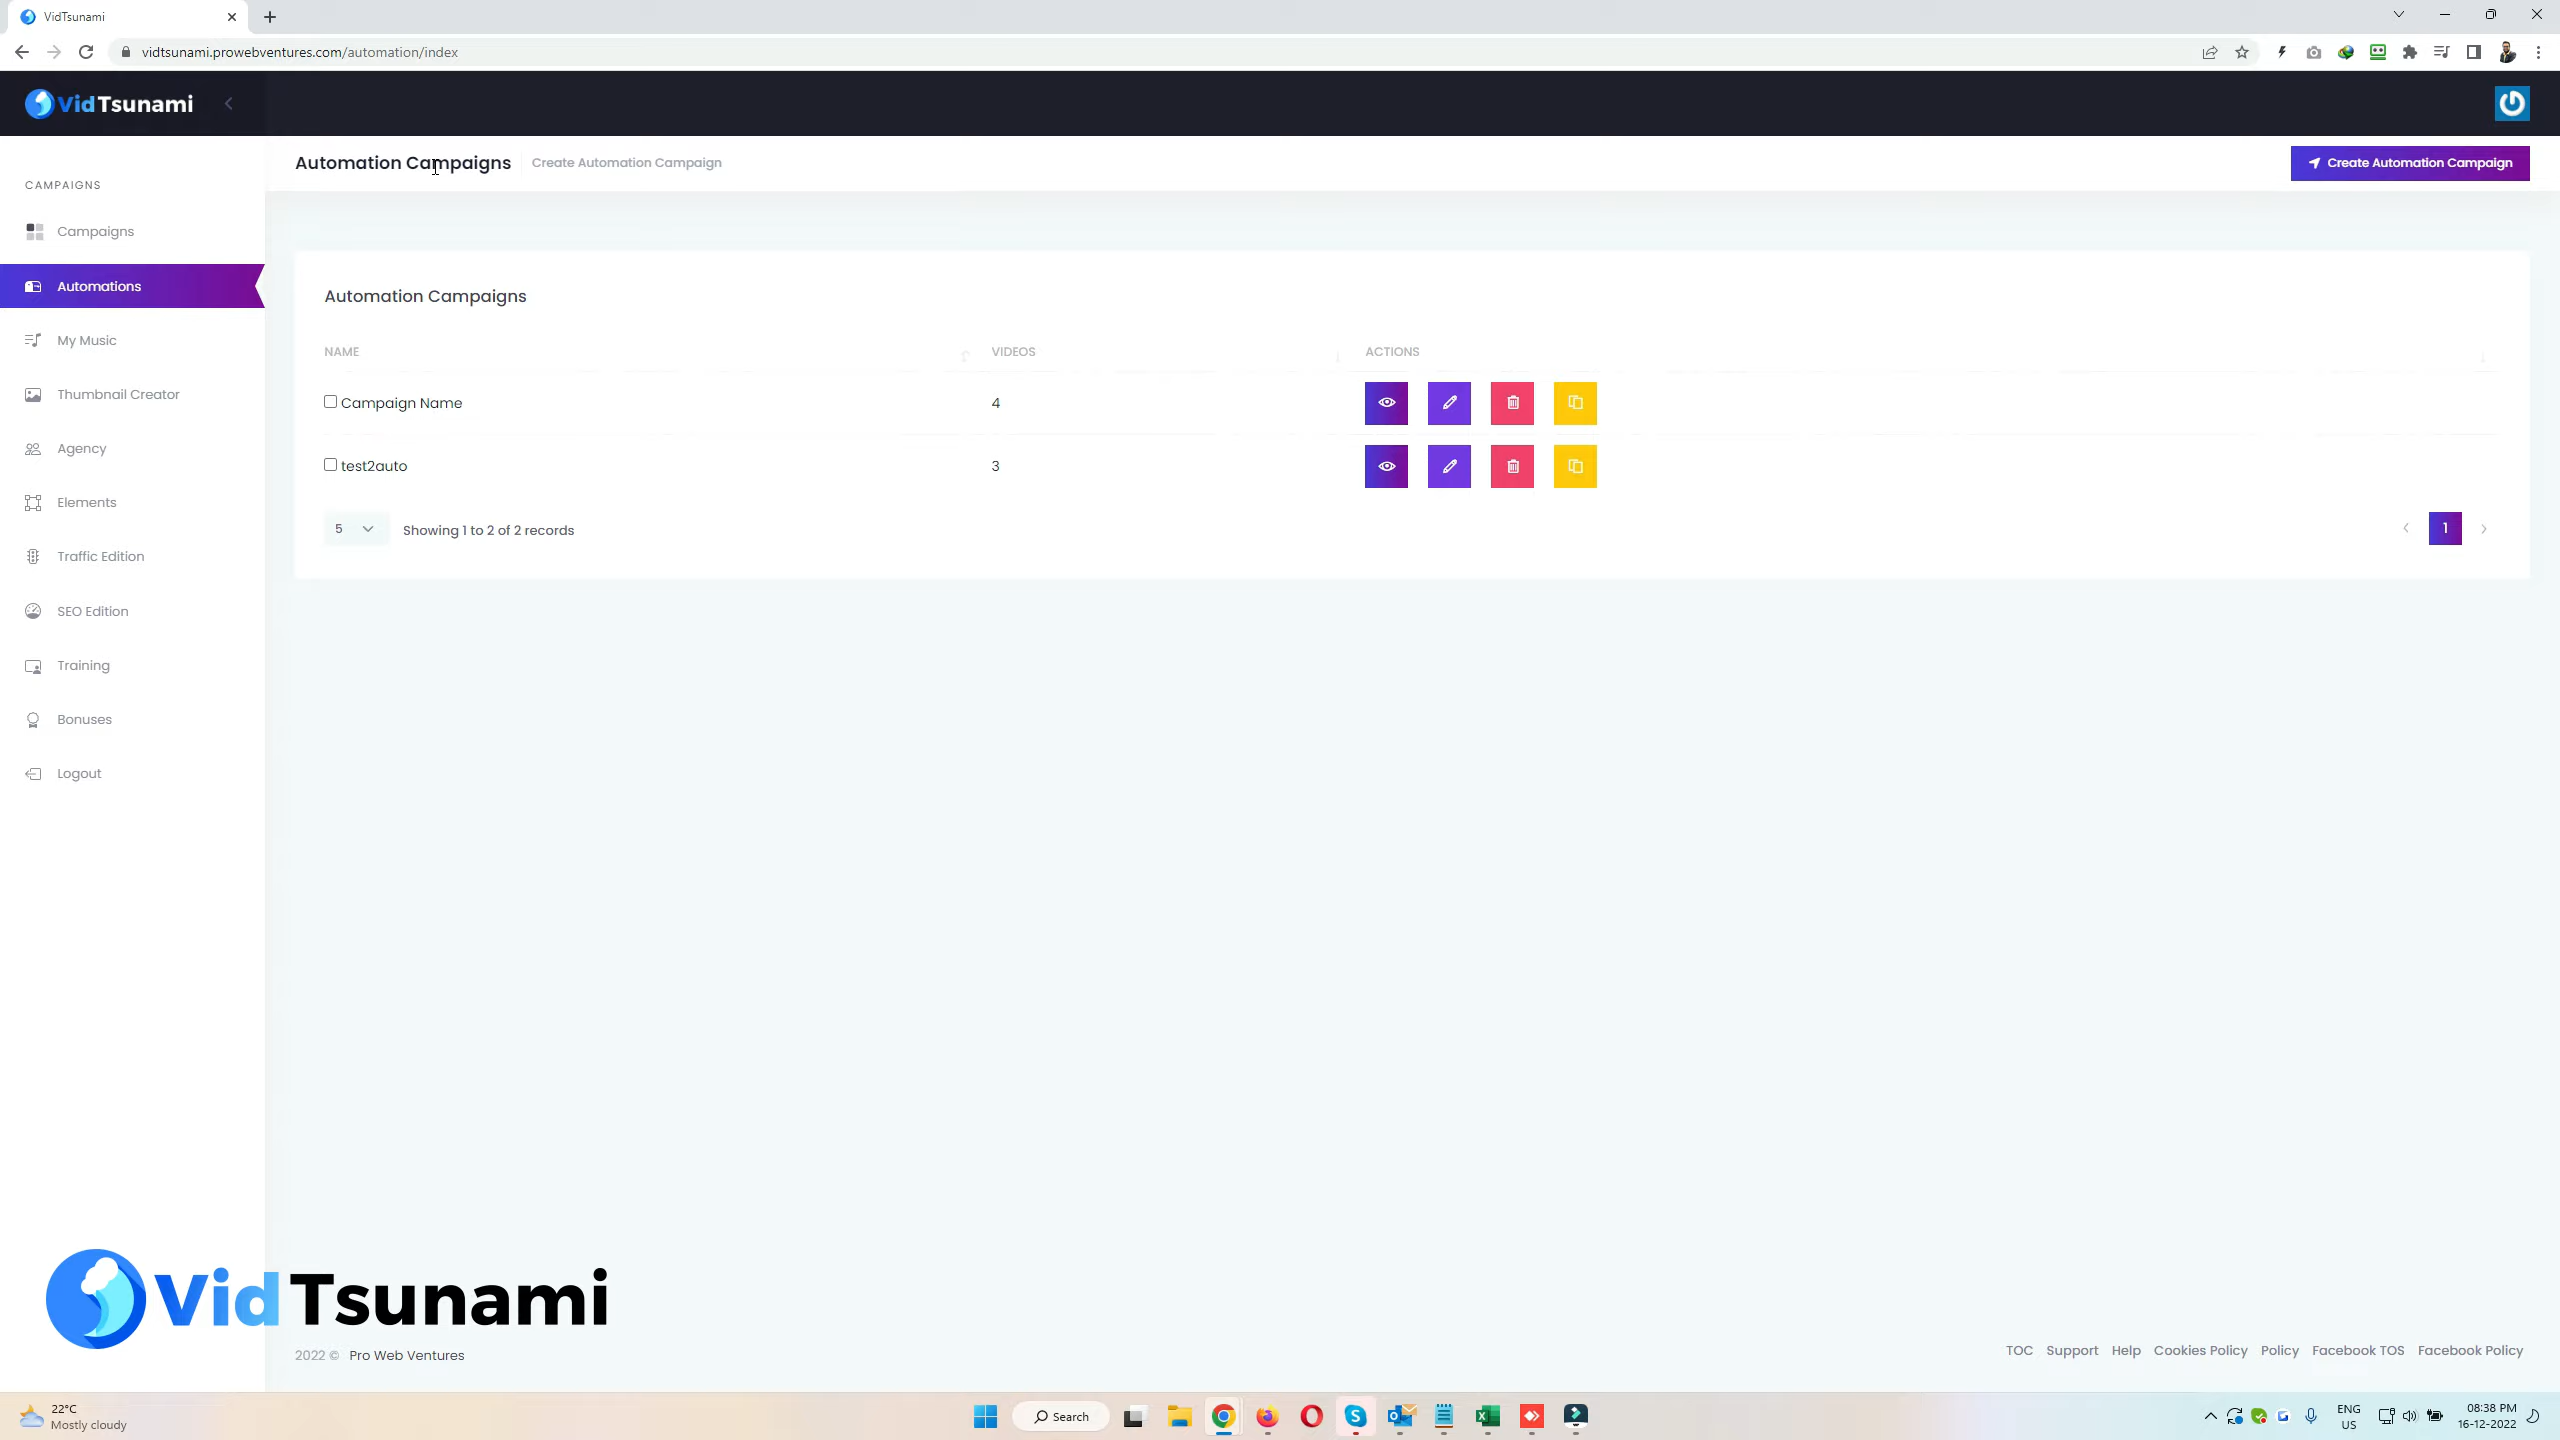 VidTsunami
vidtsunami.prowebventures.com/automation/index
VidTsunami
Automation Campaigns
Create Automation Campaign
Create Automation Campaign
CAMPAIGNS
Campaigns
Automations
My Music
Thumbnail Creator
Agency
Elements
Traffic Edition
SEO Edition
Training
Bonuses
Logout
Automation Campaigns
NAME VIDEOS ACTIONS
Campaign Name 4
test2auto 3
5 Showing 1 to 2 of 2 records
1
VidTsunami
2022 © Pro Web Ventures
TOC Support Help Cookies Policy Policy Facebook TOS Facebook Policy
22°C
Mostly cloudy
Search
ENG
US
08:38 PM
16-12-2022